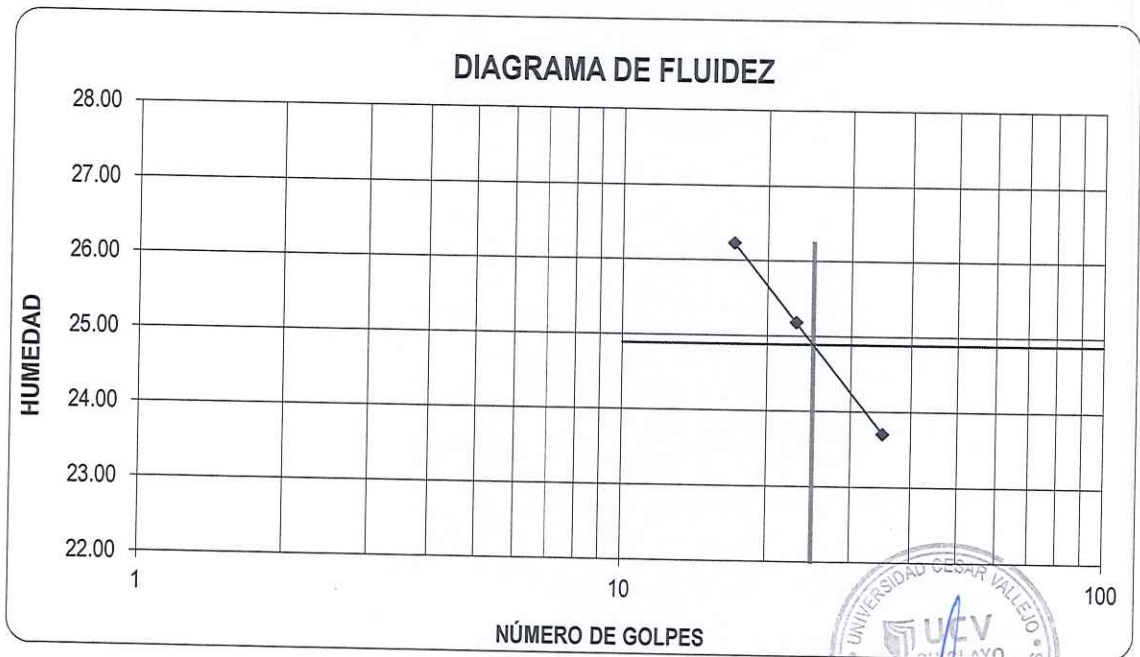 DIAGRAMA DE FLUIDEZ
28.00
27.00
26.00
25.00
24.00
23.00
22.00
HUMEDAD
1
10
100
NÚMERO DE GOLPES
UNIVERSIDAD CESAR VALLEJO
UCV